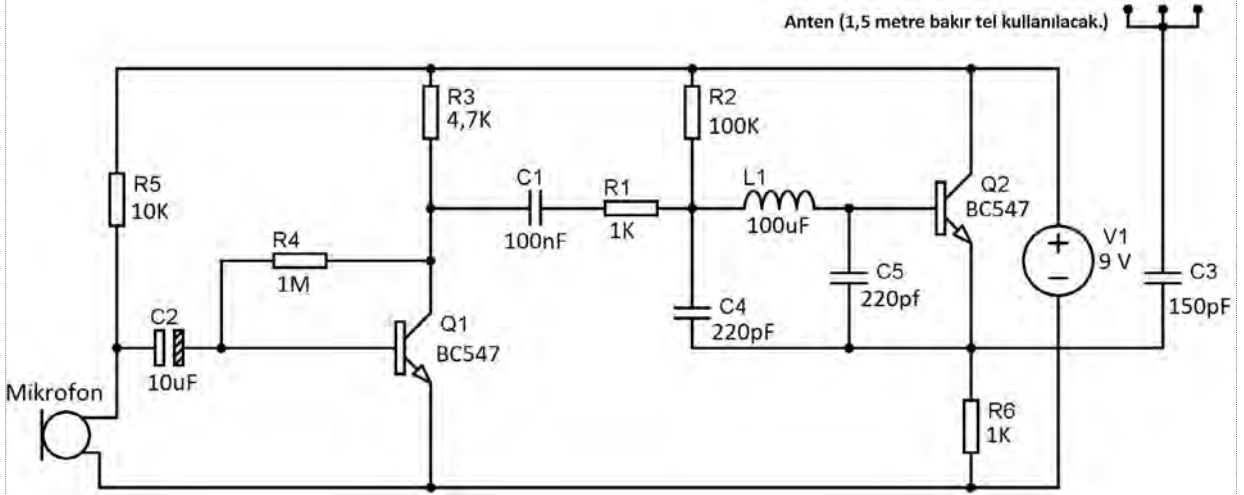 Anten (1,5 metre bakır tel kullanılacak.)
R3
4,7K
R2
100K
R5
10K
C1
100nF
R1
1K
L1
100uF
Q2
BC547
V1
9 V
+
−
R4
1M
C5
220pf
C3
150pF
C2
10uF
Q1
BC547
C4
220pF
Mikrofon
R6
1K